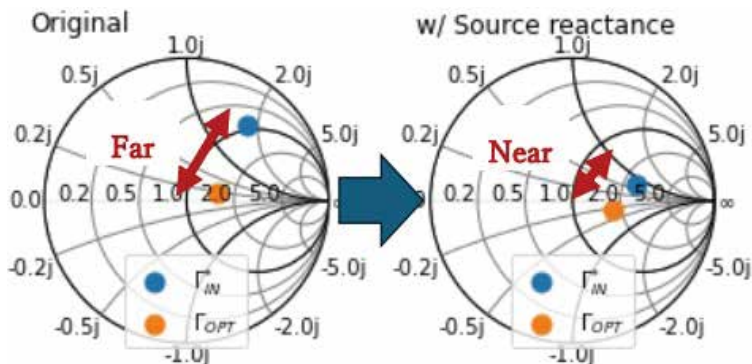 Original
1.0j
0.5j
2.0j
0.2j
5.0j
Far
0.0
0.2
0.5
1.0
2.0
5.0
∞
-0.2j
-5.0j
Γ_IN
Γ_OPT
-0.5j
-2.0j
-1.0j
w/ Source reactance
1.0j
0.5j
2.0j
0.2j
5.0j
Near
0.2
0.5
1.0
2.0
5.0
∞
-0.2j
-5.0j
Γ_IN
Γ_OPT
-0.5j
-2.0j
-1.0j